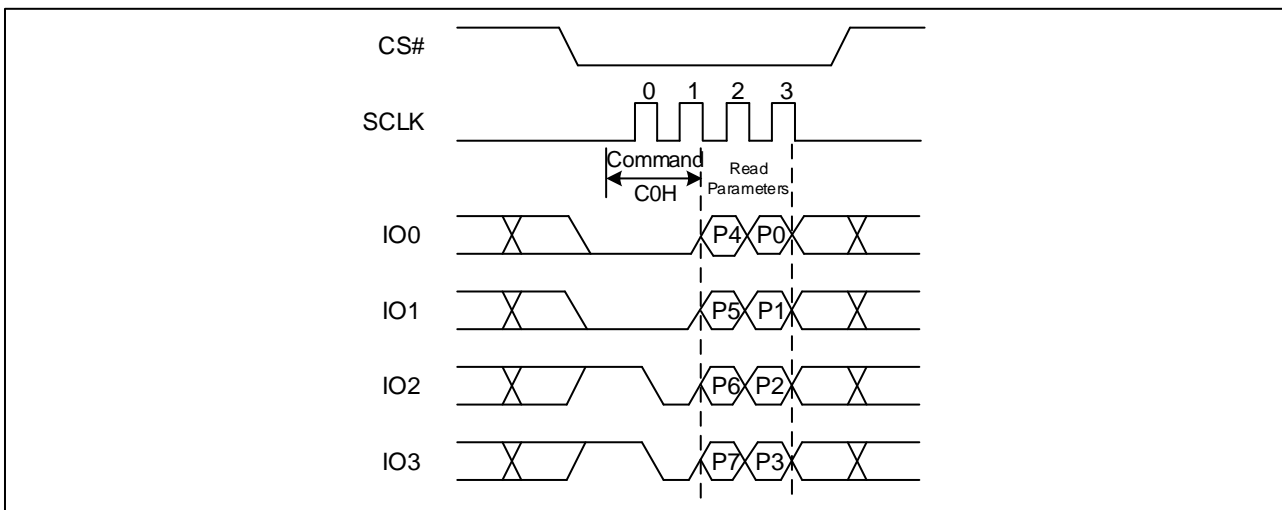 CS#
0 1 2 3
SCLK
Command
Read
Parameters
C0H
IO0 P4 P0
IO1 P5 P1
IO2 P6 P2
IO3 P7 P3